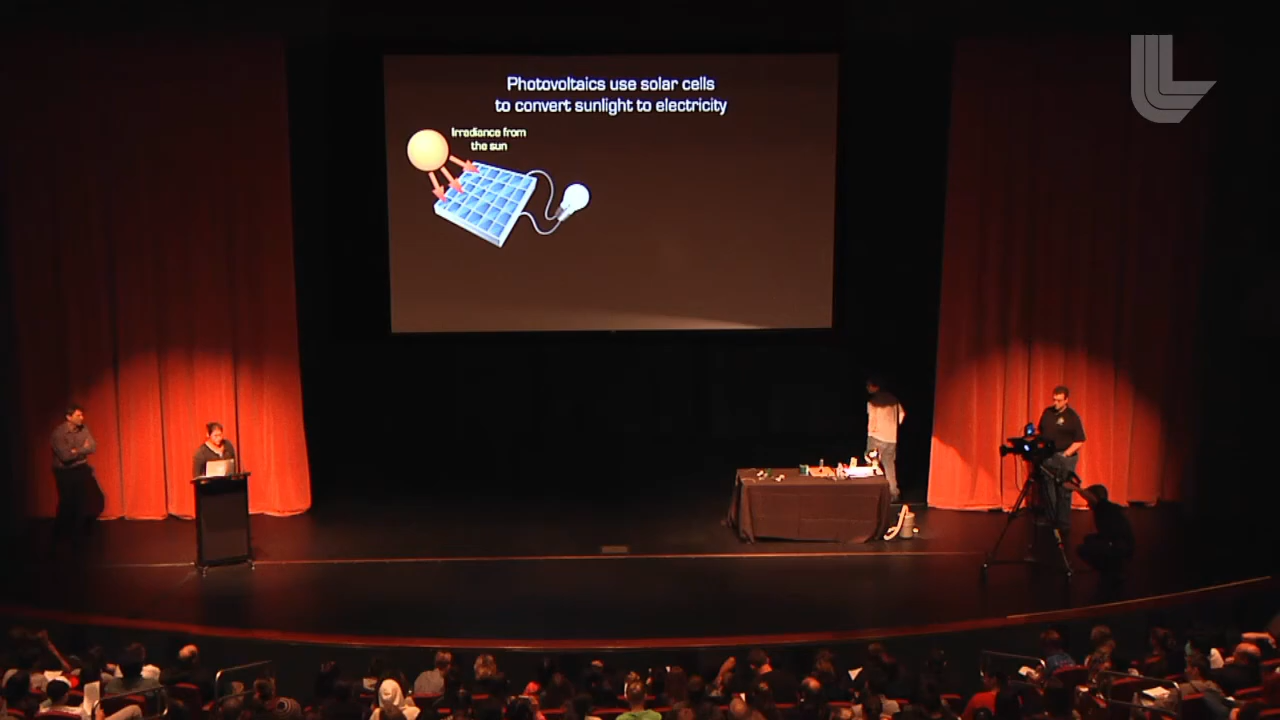 Photovoltaics use solar cells
to convert sunlight to electricity
Irradiance from
the sun